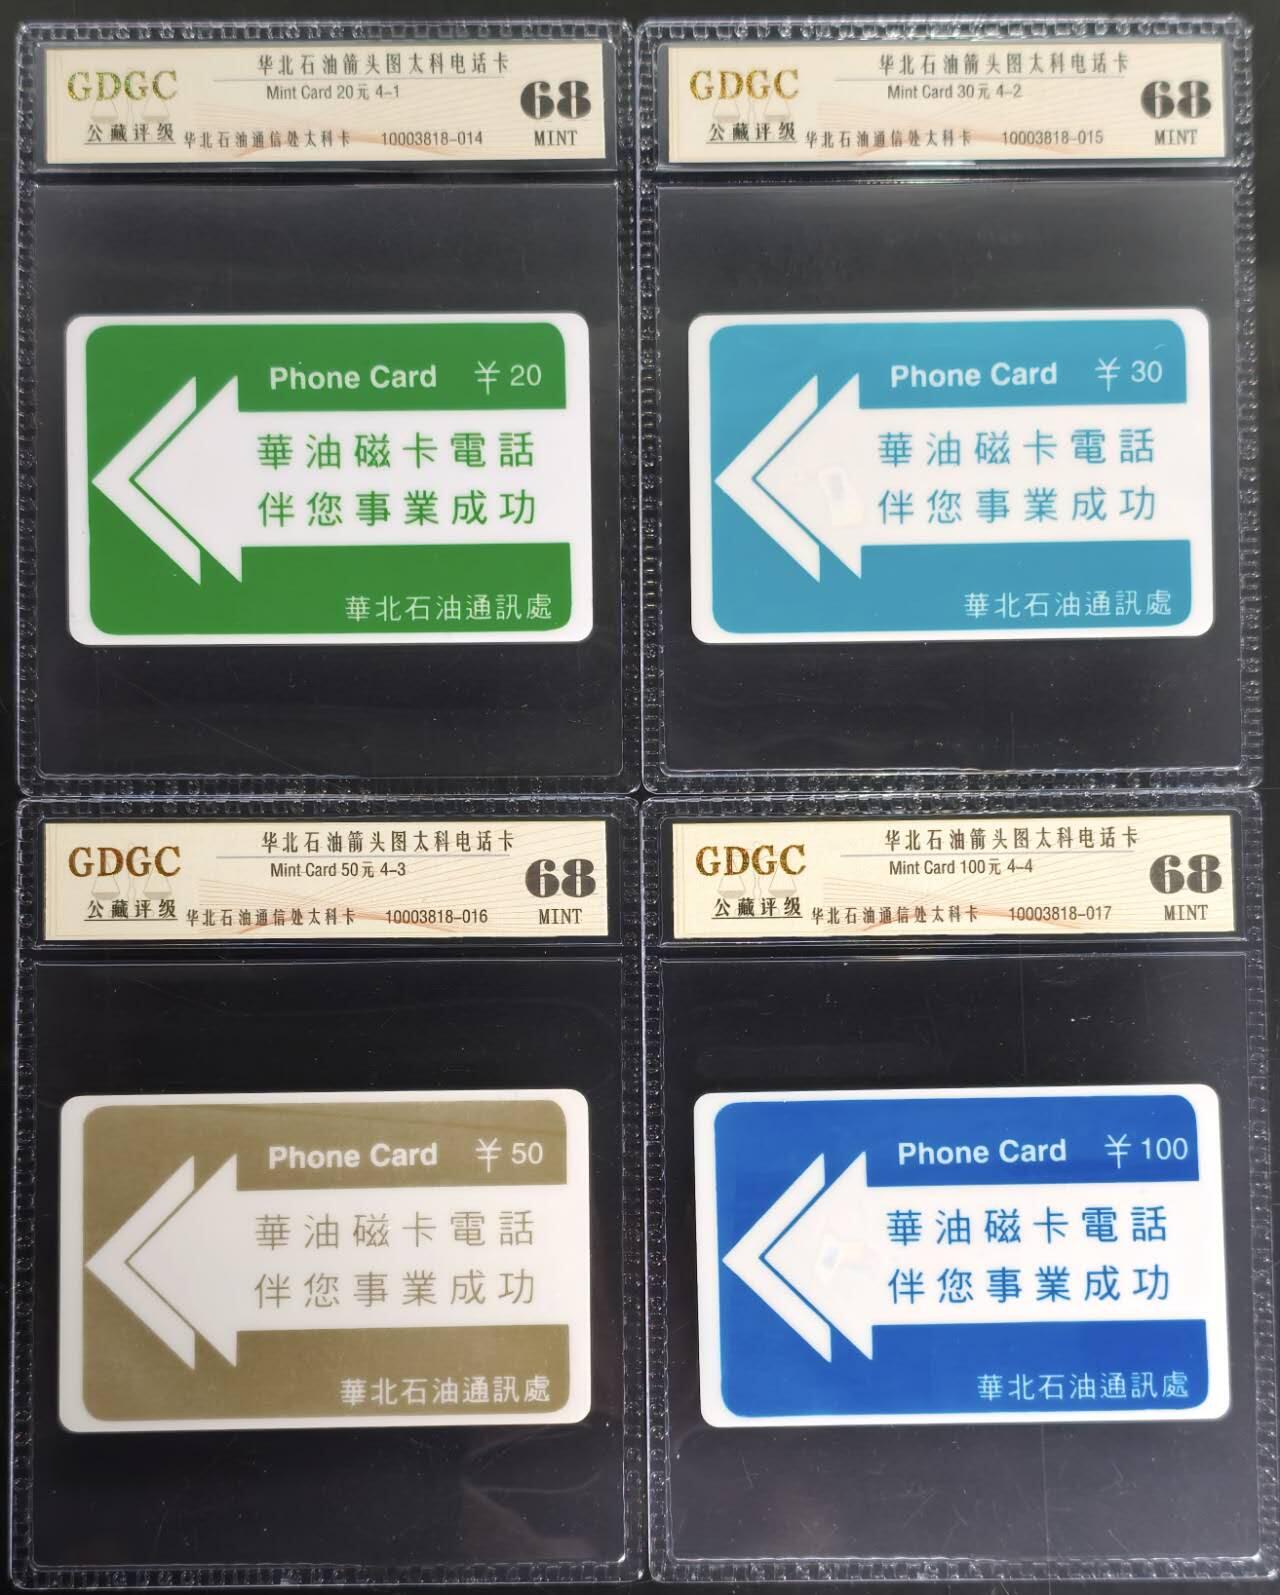 华北石油箭头图太科电话卡
GDGC
Mint Card 20元 4-1
68
公藏评级
华北石油通信处太科卡 10003818-014
MINT
Phone Card ¥ 20
華油磁卡電話
伴您事業成功
華北石油通訊處
华北石油箭头图太科电话卡
GDGC
Mint Card 30元 4-2
68
公藏评级
华北石油通信处太科卡 10003818-015
MINT
Phone Card ¥ 30
華油磁卡電話
伴您事業成功
華北石油通訊處
华北石油箭头图太科电话卡
GDGC
Mint Card 50元 4-3
68
公藏评级
华北石油通信处太科卡 10003818-016
MINT
Phone Card ¥ 50
華油磁卡電話
伴您事業成功
華北石油通訊處
华北石油箭头图太科电话卡
GDGC
Mint Card 100元 4-4
68
公藏评级
华北石油通信处太科卡 10003818-017
MINT
Phone Card ¥ 100
華油磁卡電話
伴您事業成功
華北石油通訊處